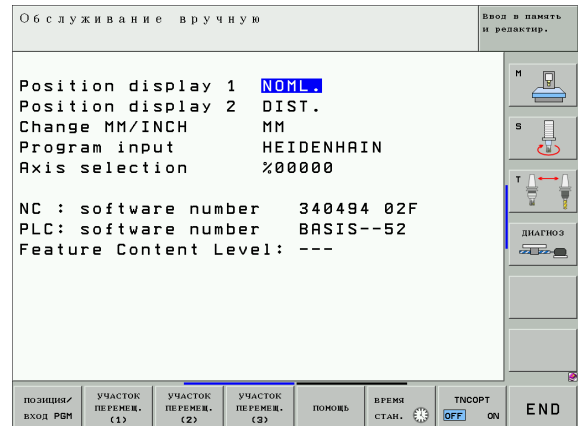 Обслуживание вручную
Ввод в память
и редактир.
Position display 1 NOML.
Position display 2 DIST.
Change MM/INCH MM
Program input HEIDENHAIN
Axis selection %00000
NC : software number 340494 02F
PLC: software number BASIS--52
Feature Content Level: ---
M
S
T
ДИАГНОЗ
ПОЗИЦИЯ/
ВХОД PGM
УЧАСТОК
ПЕРЕМЕЩ.
(1)
УЧАСТОК
ПЕРЕМЕЩ.
(2)
УЧАСТОК
ПЕРЕМЕЩ.
(3)
ПОМОЩЬ
ВРЕМЯ
СТАН.
TNCOPT
OFF ON
END